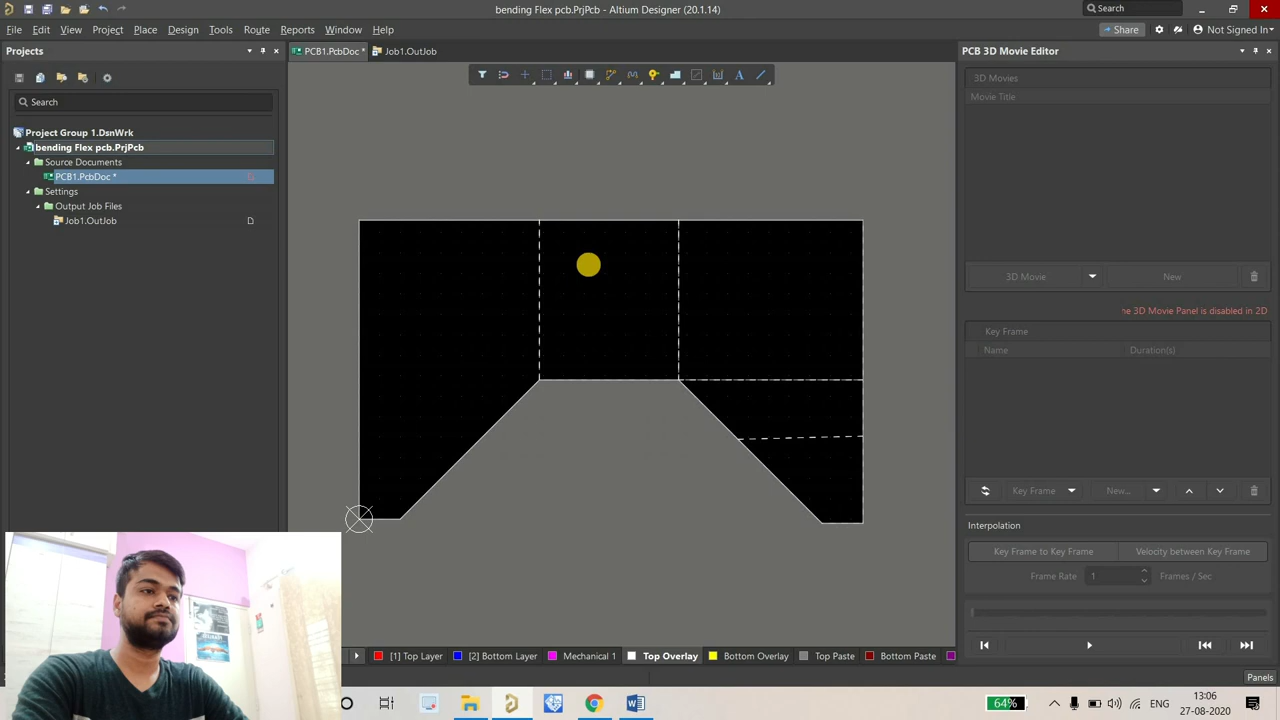 bending Flex pcb.PrjPcb - Altium Designer (20.1.14)
Search
File Edit View Project Place Design Tools Route Reports Window Help
Share
Not Signed In
Projects
PCB1.PcbDoc *
Job1.OutJob
PCB 3D Movie Editor
3D Movies
Movie Title
Search
Project Group 1.DsnWrk
bending Flex pcb.PrjPcb
Source Documents
PCB1.PcbDoc *
Settings
Output Job Files
Job1.OutJob
3D Movie
New
he 3D Movie Panel is disabled in 2D
Key Frame
Name
Duration(s)
Key Frame
New...
Interpolation
Key Frame to Key Frame
Velocity between Key Frame
Frame Rate
1
Frames / Sec
[1] Top Layer
[2] Bottom Layer
Mechanical 1
Top Overlay
Bottom Overlay
Top Paste
Bottom Paste
Panels
64%
ENG
13:06
27-08-2020